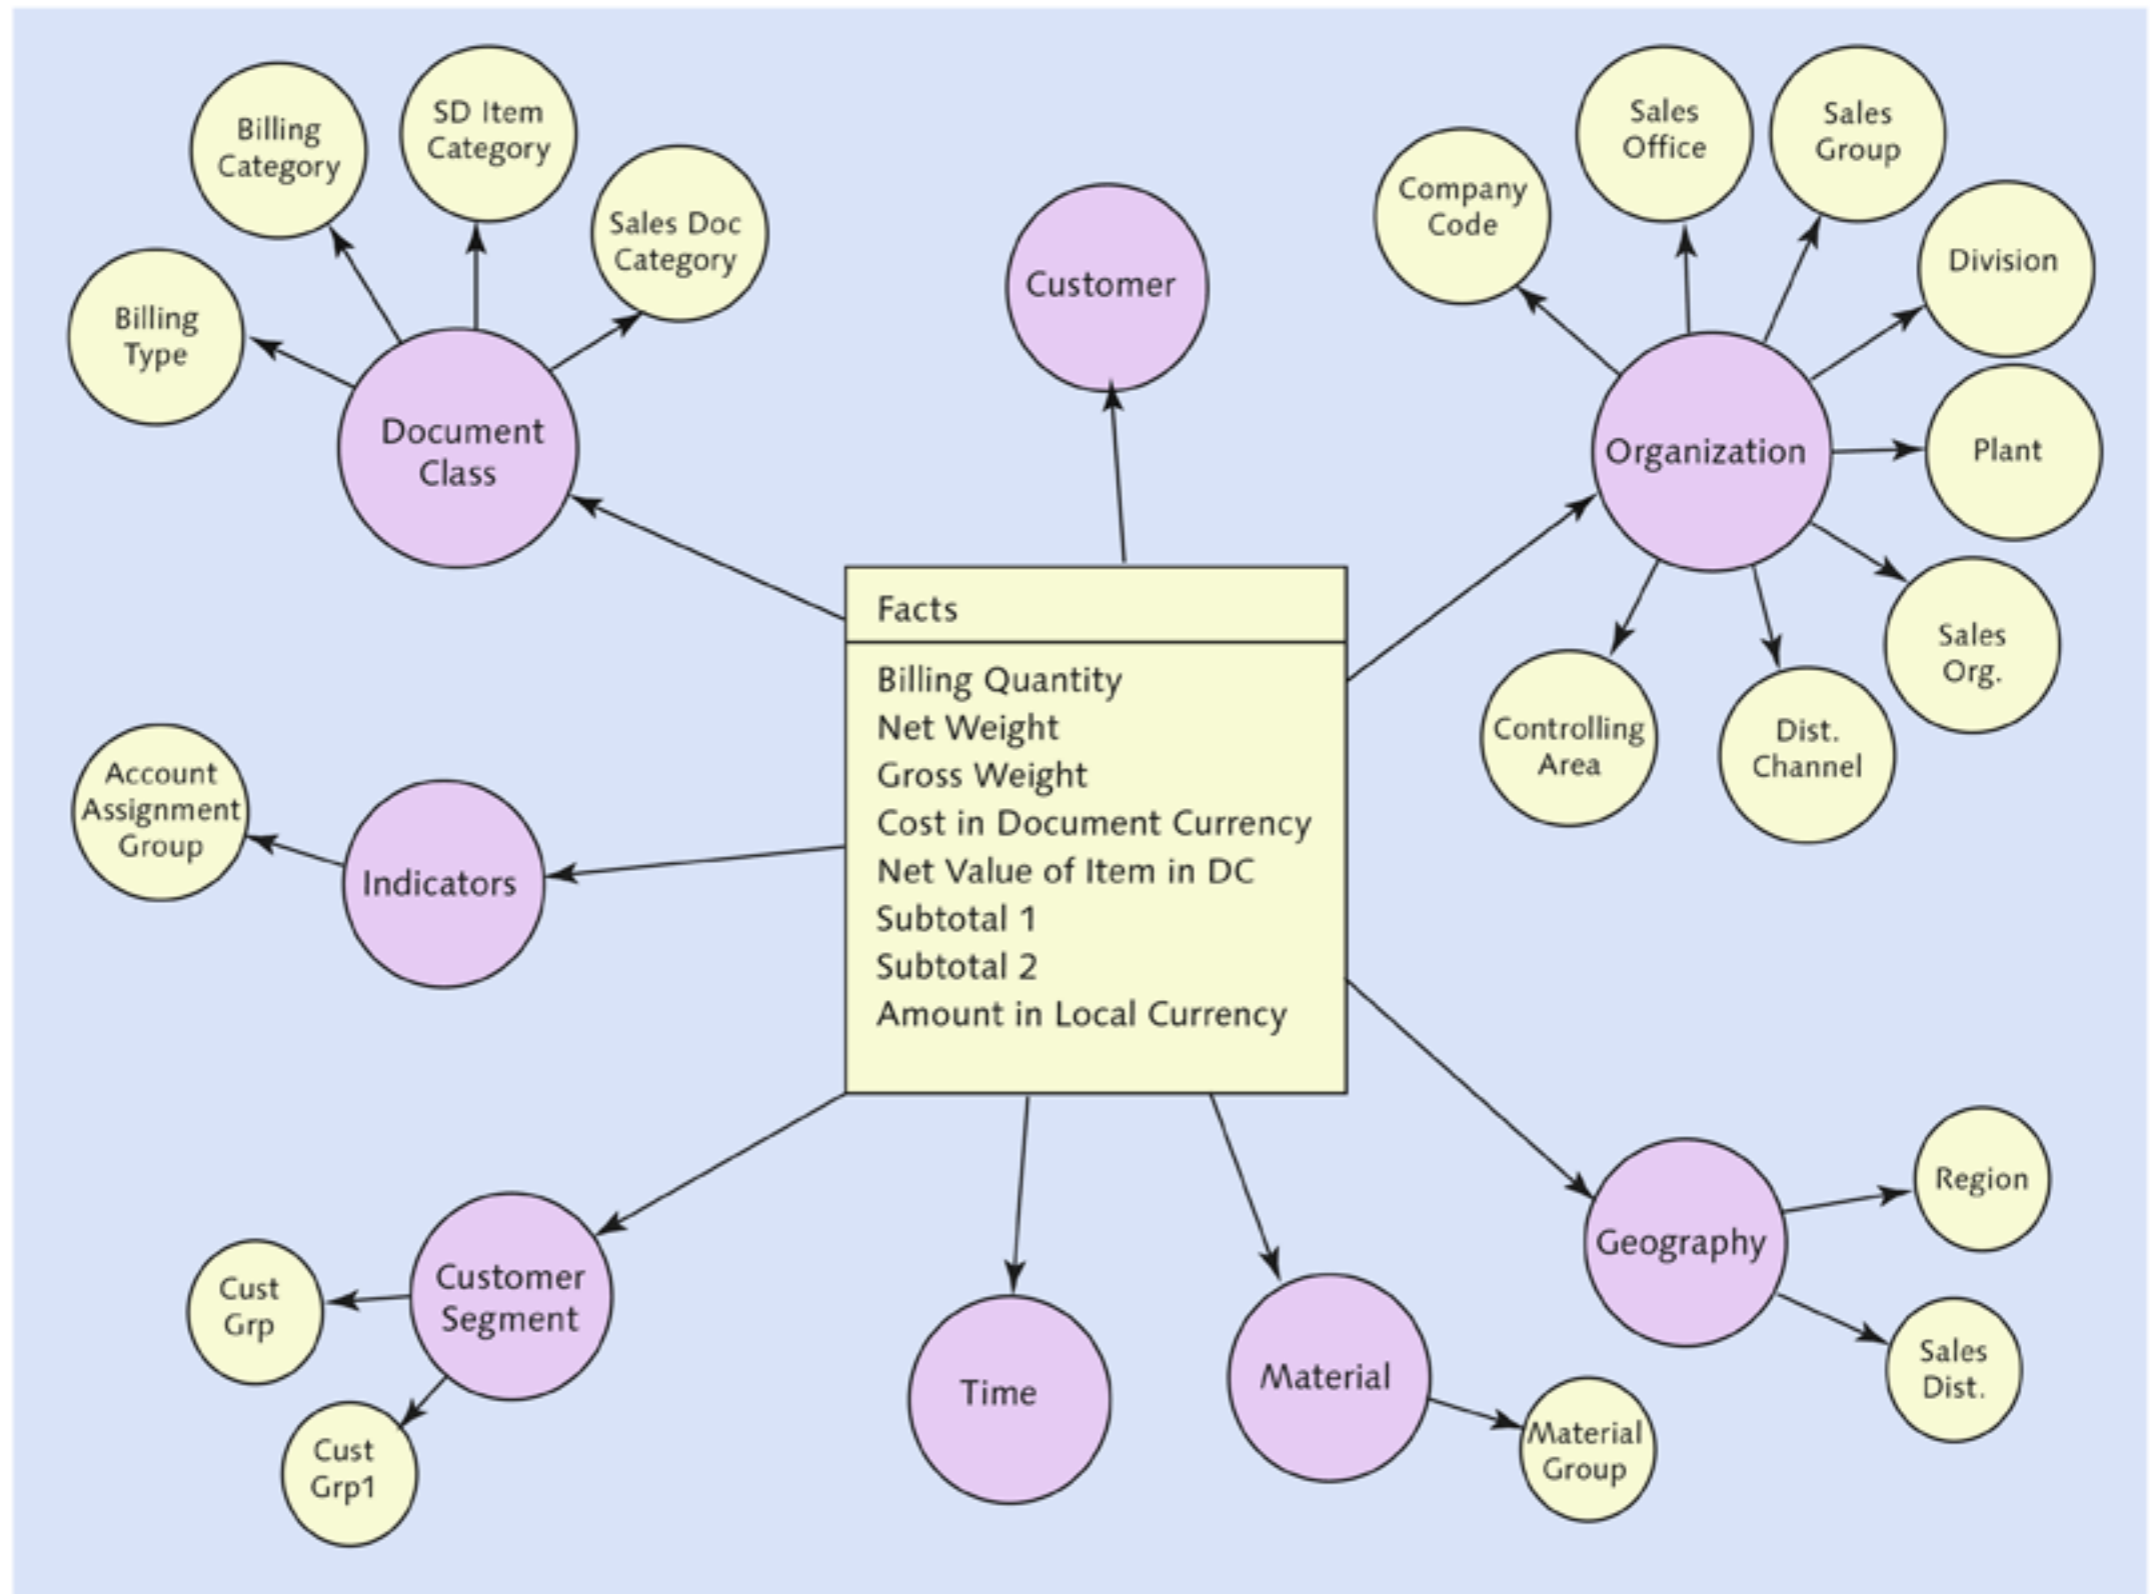 Billing
Category
SD Item
Category
Sales Doc
Category
Billing
Type
Document
Class
Customer
Company
Code
Sales
Office
Sales
Group
Division
Organization
Plant
Sales
Org.
Controlling
Area
Dist.
Channel
Facts
Billing Quantity
Net Weight
Gross Weight
Cost in Document Currency
Net Value of Item in DC
Subtotal 1
Subtotal 2
Amount in Local Currency
Account
Assignment
Group
Indicators
Customer
Segment
Cust
Grp
Cust
Grp1
Time
Material
Material
Group
Geography
Region
Sales
Dist.